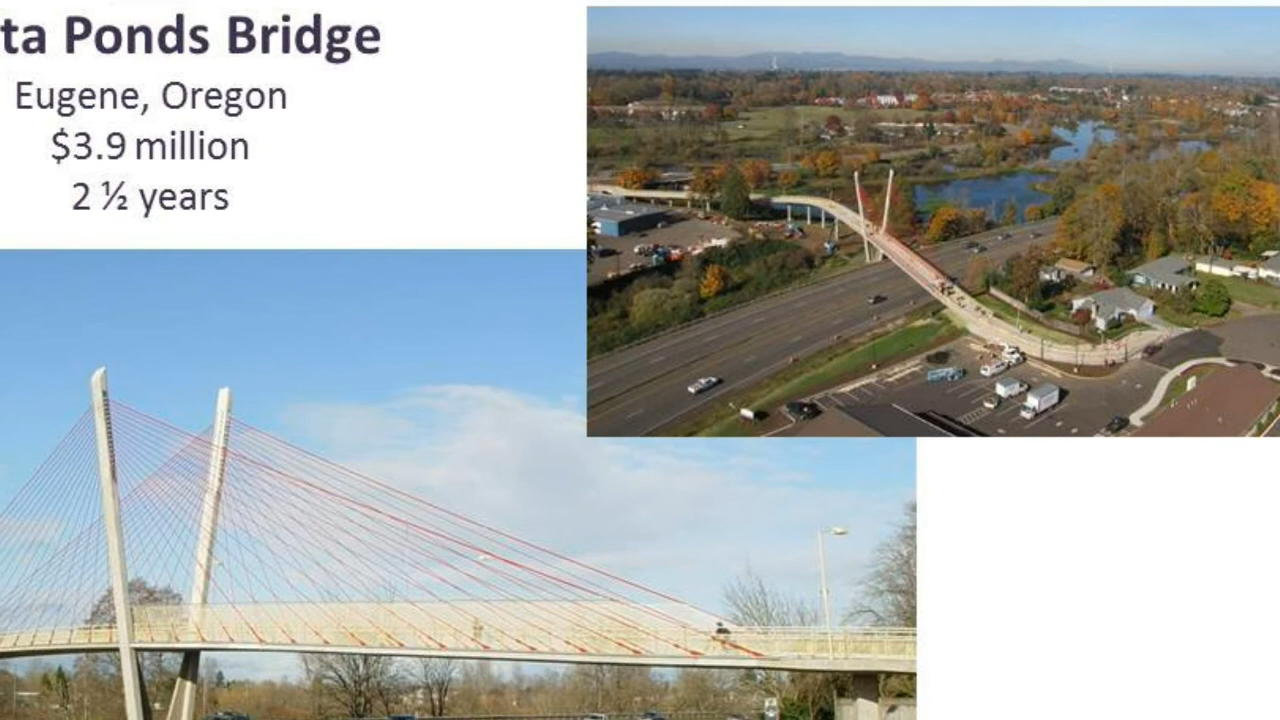 ta Ponds Bridge
Eugene, Oregon
$3.9 million
2 ½ years